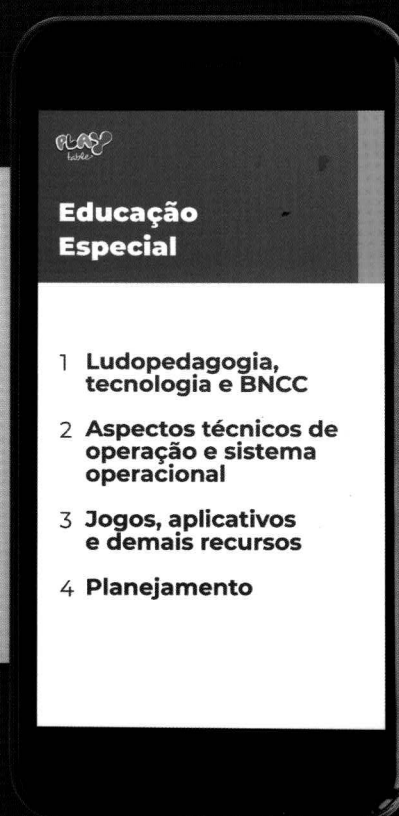 PLAY
table
Educação
Especial
1 Ludopedagogia,
tecnologia e BNCC
2 Aspectos técnicos de
operação e sistema
operacional
3 Jogos, aplicativos
e demais recursos
4 Planejamento